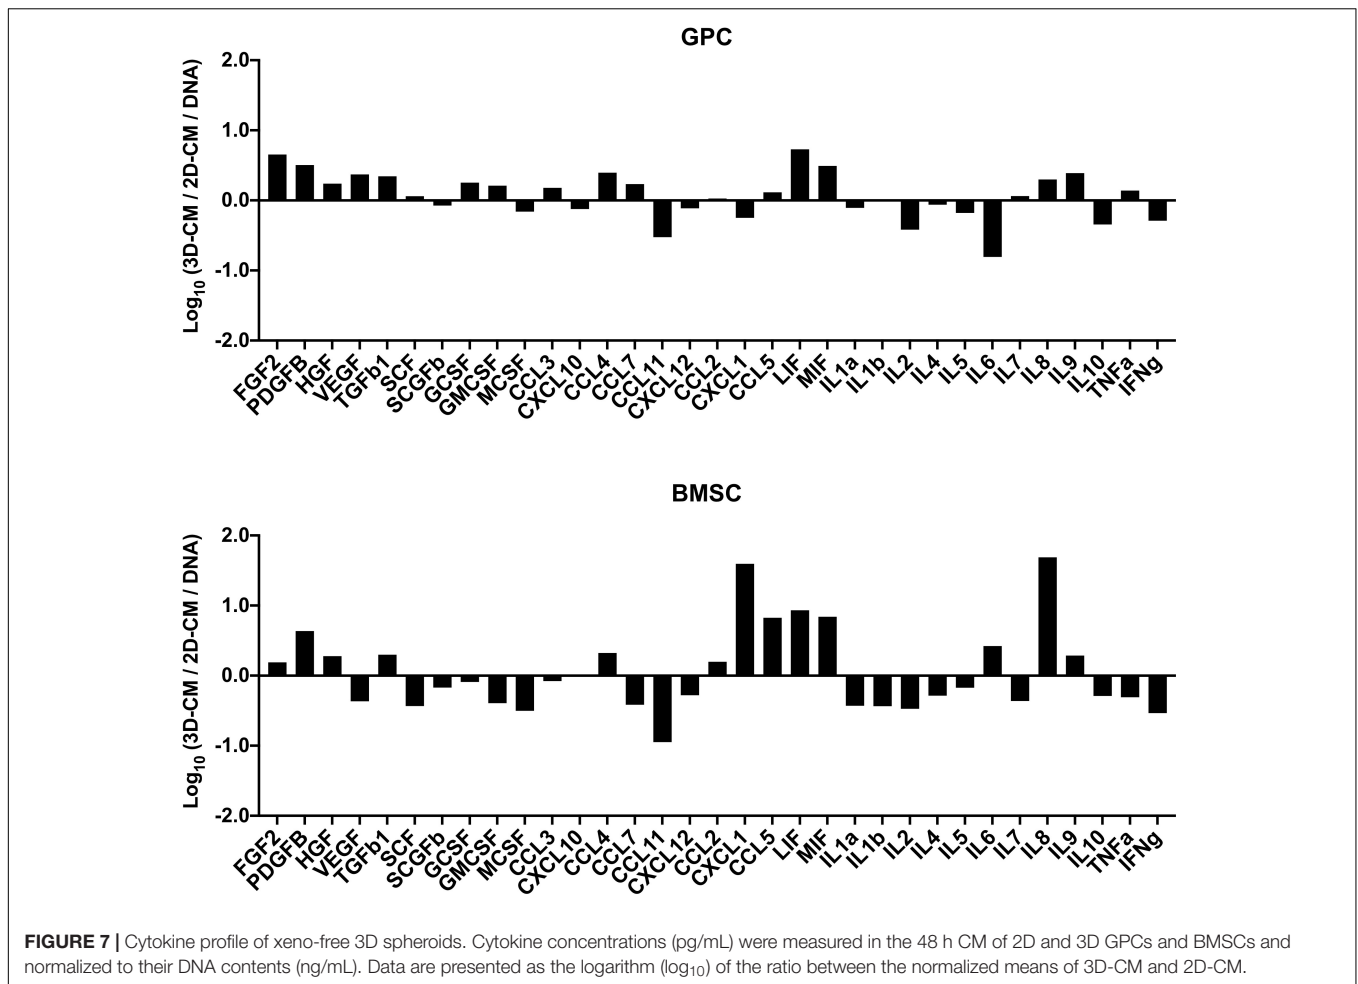 GPC
Log10 (3D-CM / 2D-CM / DNA)
2.0
1.0
0.0
-1.0
-2.0
FGF2 PDGFB HGF VEGF TGFb1 SCF SCGFb GCSF GMCSF MCSF CCL3 CXCL10 CCL4 CCL7 CCL11 CXCL12 CCL2 CXCL1 CCL5 LIF MIF IL1a IL1b IL2 IL4 IL5 IL6 IL7 IL8 IL9 IL10 TNFa IFNg
BMSC
Log10 (3D-CM / 2D-CM / DNA)
2.0
1.0
0.0
-1.0
-2.0
FGF2 PDGFB HGF VEGF TGFb1 SCF SCGFb GCSF GMCSF MCSF CCL3 CXCL10 CCL4 CCL7 CCL11 CXCL12 CCL2 CXCL1 CCL5 LIF MIF IL1a IL1b IL2 IL4 IL5 IL6 IL7 IL8 IL9 IL10 TNFa IFNg
FIGURE 7 | Cytokine profile of xeno-free 3D spheroids. Cytokine concentrations (pg/mL) were measured in the 48 h CM of 2D and 3D GPCs and BMSCs and
normalized to their DNA contents (ng/mL). Data are presented as the logarithm (log10) of the ratio between the normalized means of 3D-CM and 2D-CM.